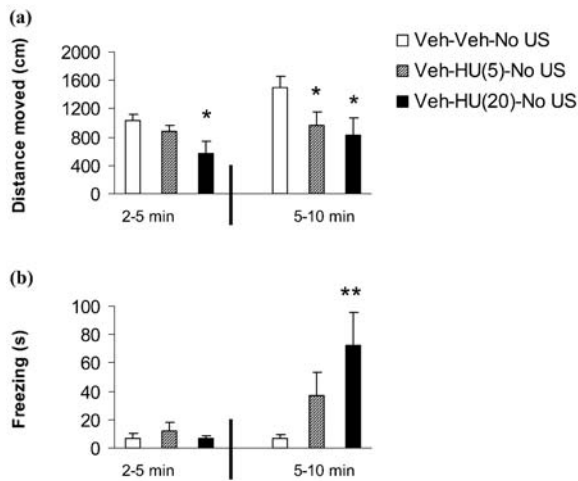 (a)
Veh-Veh-No US
Veh-HU(5)-No US
Veh-HU(20)-No US
Distance moved (cm)
2000
1600
1200
800
400
0
*
*
*
2-5 min
5-10 min
(b)
Freezing (s)
100
80
60
40
20
0
**
2-5 min
5-10 min